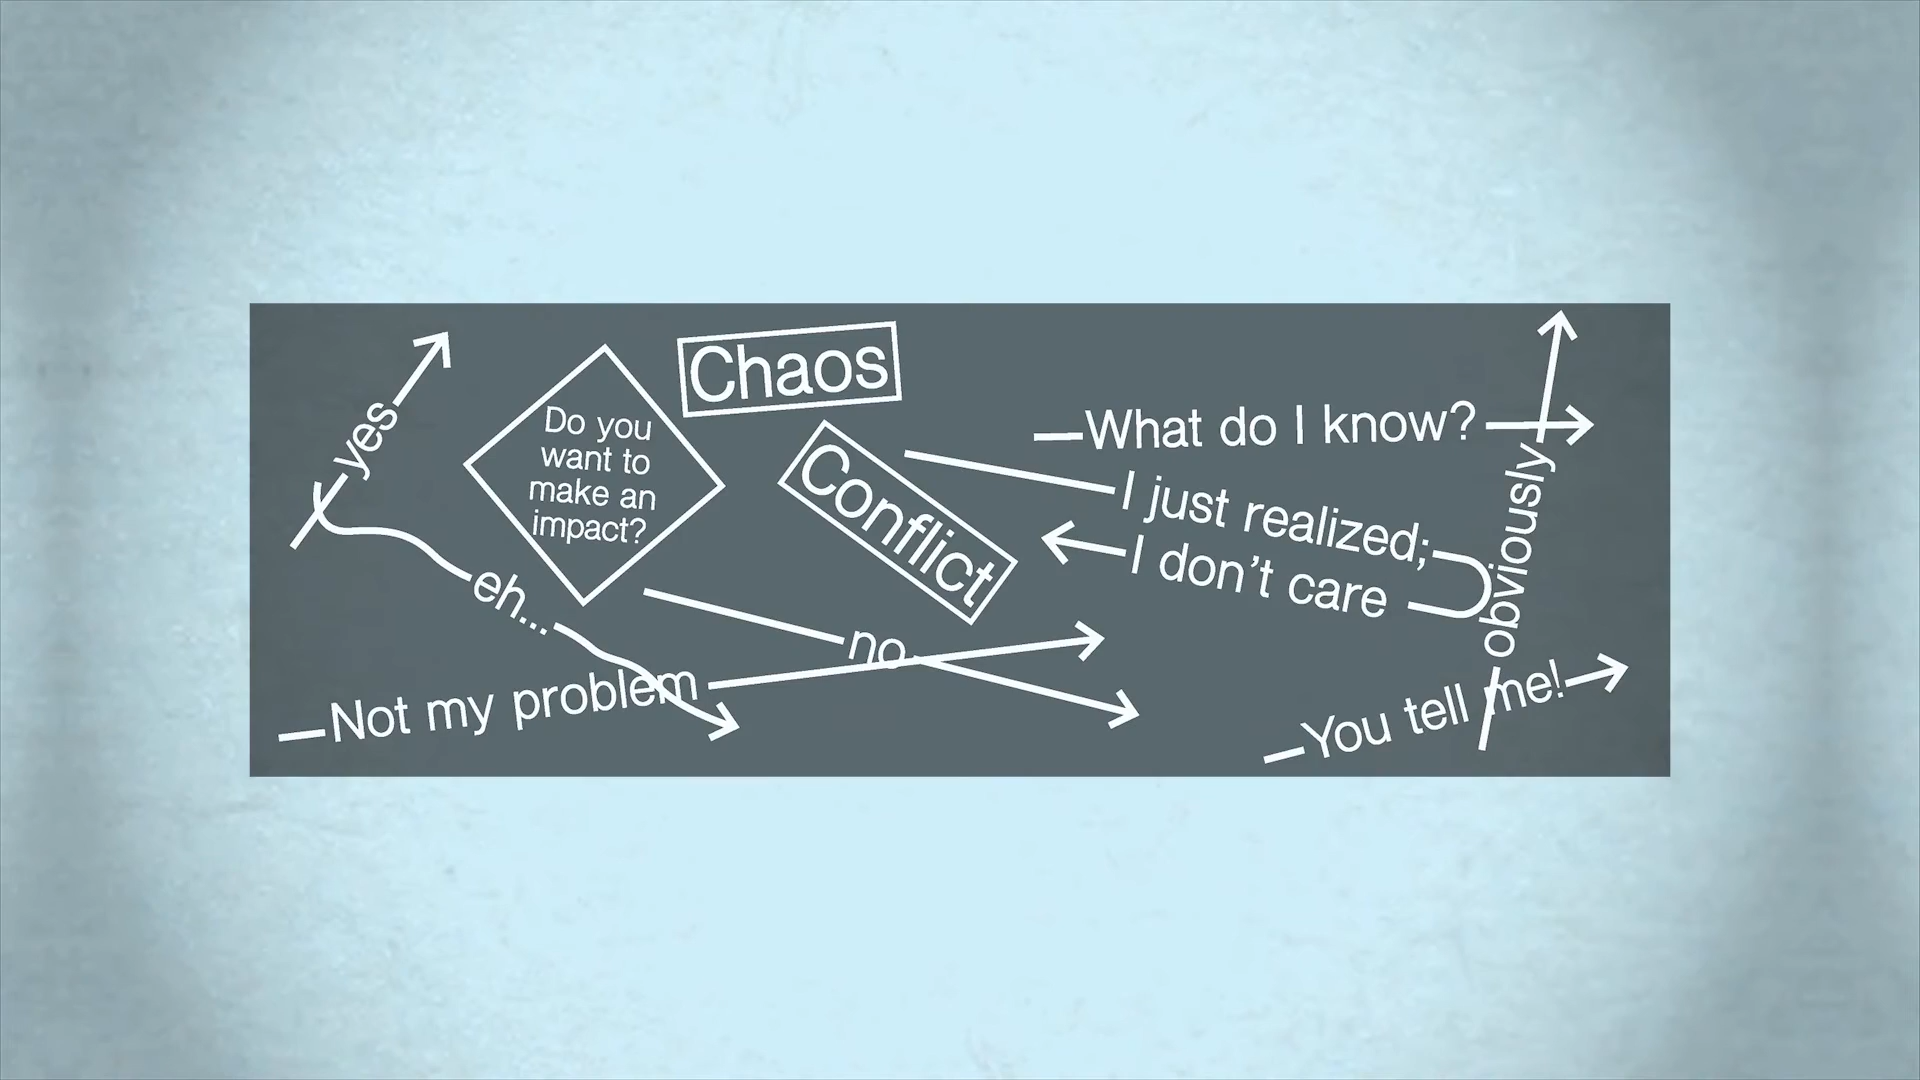 yes
Do you
want to
make an
impact?
Chaos
Conflict
eh...
no
Not my problem
What do I know?
I just realized;
I don't care
obviously
You tell me!